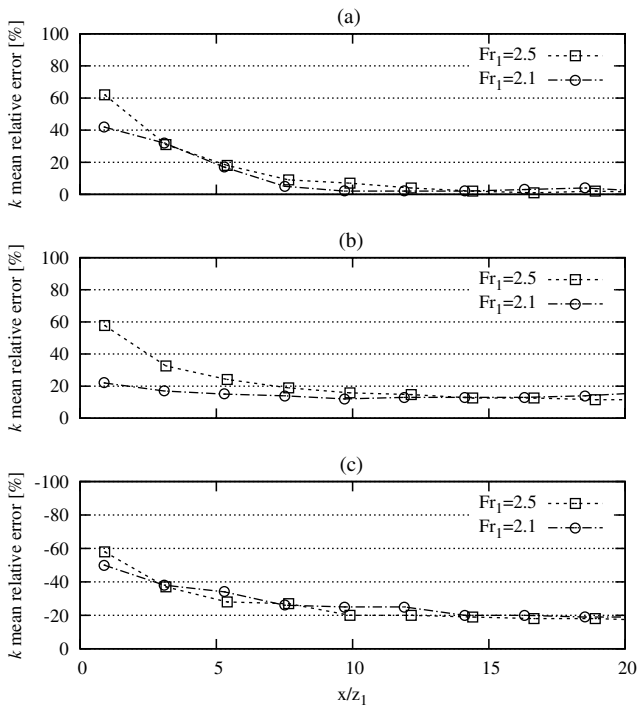 (a)
k mean relative error [%]
100
80
60
40
20
0
Fr1=2.5
Fr1=2.1
(b)
k mean relative error [%]
100
80
60
40
20
0
Fr1=2.5
Fr1=2.1
(c)
k mean relative error [%]
-100
-80
-60
-40
-20
0
Fr1=2.5
Fr1=2.1
0 5 10 15 20
x/z1